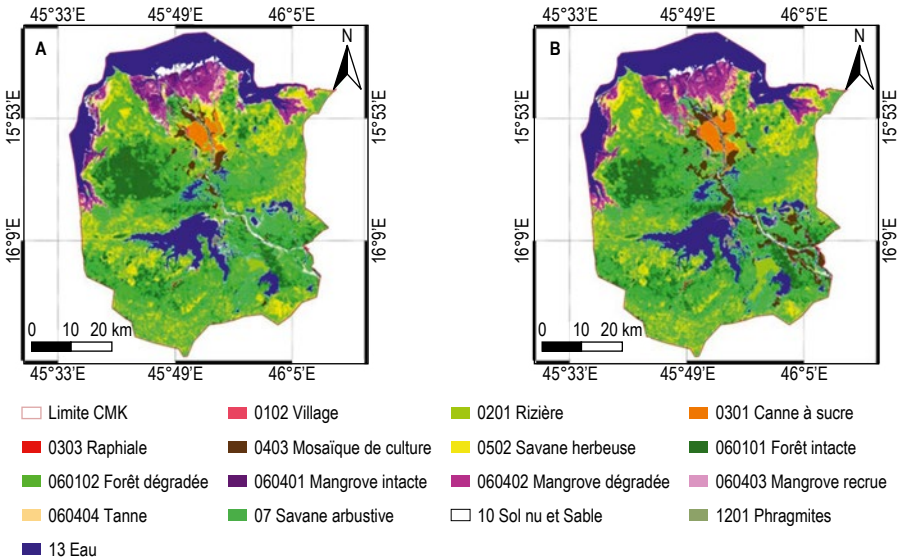 45°33'E 45°49'E 46°5'E 45°33'E 45°49'E 46°5'E
A N B N
15°53'E 15°53'E 15°53'E 15°53'E
16°9'E 16°9'E 16°9'E 16°9'E
0 10 20 km 0 10 20 km
45°33'E 45°49'E 46°5'E 45°33'E 45°49'E 46°5'E
Limite CMK 0102 Village 0201 Rizière 0301 Canne à sucre
0303 Raphiale 0403 Mosaïque de culture 0502 Savane herbeuse 060101 Forêt intacte
060102 Forêt dégradée 060401 Mangrove intacte 060402 Mangrove dégradée 060403 Mangrove recrue
060404 Tanne 07 Savane arbustive 10 Sol nu et Sable 1201 Phragmites
13 Eau